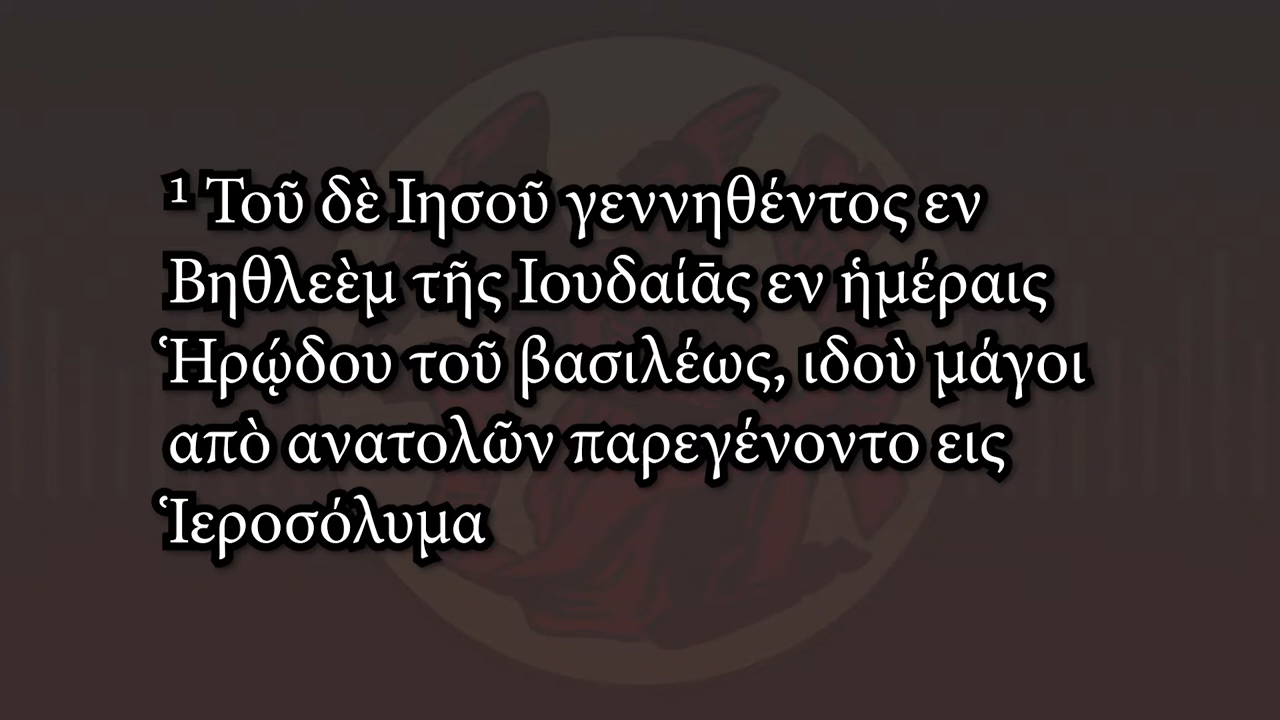 ¹ Τοῦ δὲ Ιησοῦ γεννηθέντος εν
Βηθλεὲμ τῆς Ιουδαίᾱς εν ἡμέραις
Ἡρῴδου τοῦ βασιλέως, ιδοὺ μάγοι
απὸ ανατολῶν παρεγένοντο εις
Ἱεροσόλυμα